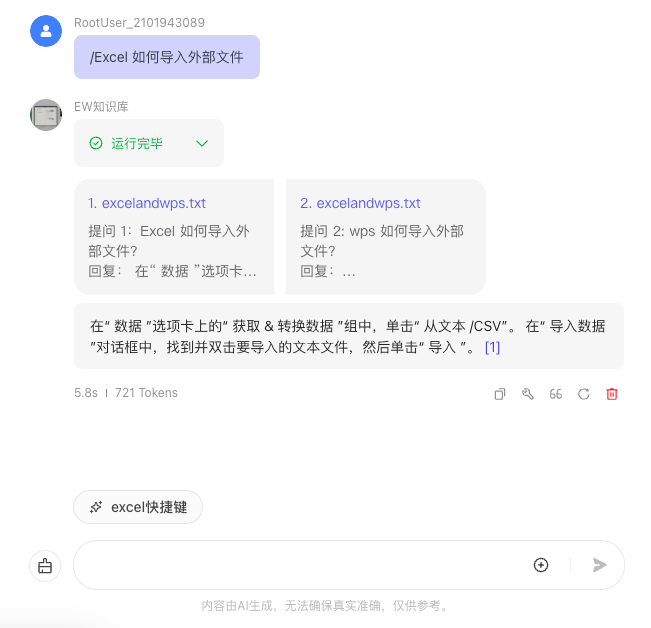 RootUser_2101943089
/Excel 如何导入外部文件
EW知识库
运行完毕
1. excelandwps.txt
提问 1: Excel 如何导入外
部文件?
回复： 在“ 数据 ”选项卡...
2. excelandwps.txt
提问 2: wps 如何导入外部
文件?
回复： ...
在“ 数据 ”选项卡上的“ 获取 & 转换数据 ”组中，单击“ 从文本 /CSV”。 在“ 导入数据
”对话框中，找到并双击要导入的文本文件，然后单击“ 导入 ”。 [1]
5.8s | 721 Tokens
excel快捷键
内容由AI生成，无法确保真实准确，仅供参考。